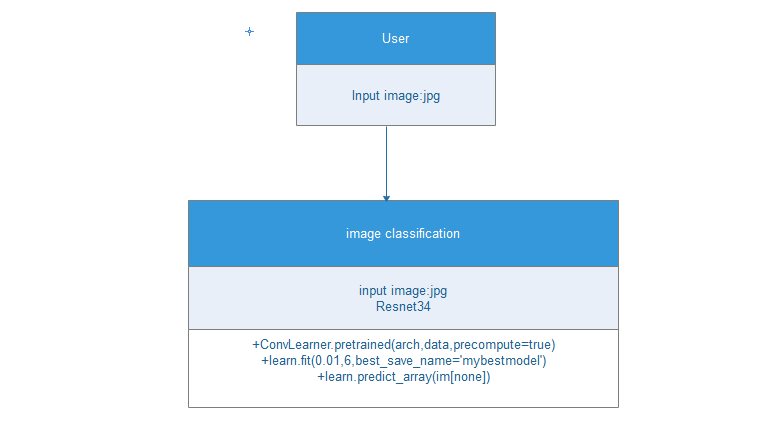 User
Input image:jpg
image classification
input image:jpg
Resnet34
+ConvLearner.pretrained(arch,data,precompute=true)
+learn.fit(0.01,6,best_save_name='mybestmodel')
+learn.predict_array(im[none])